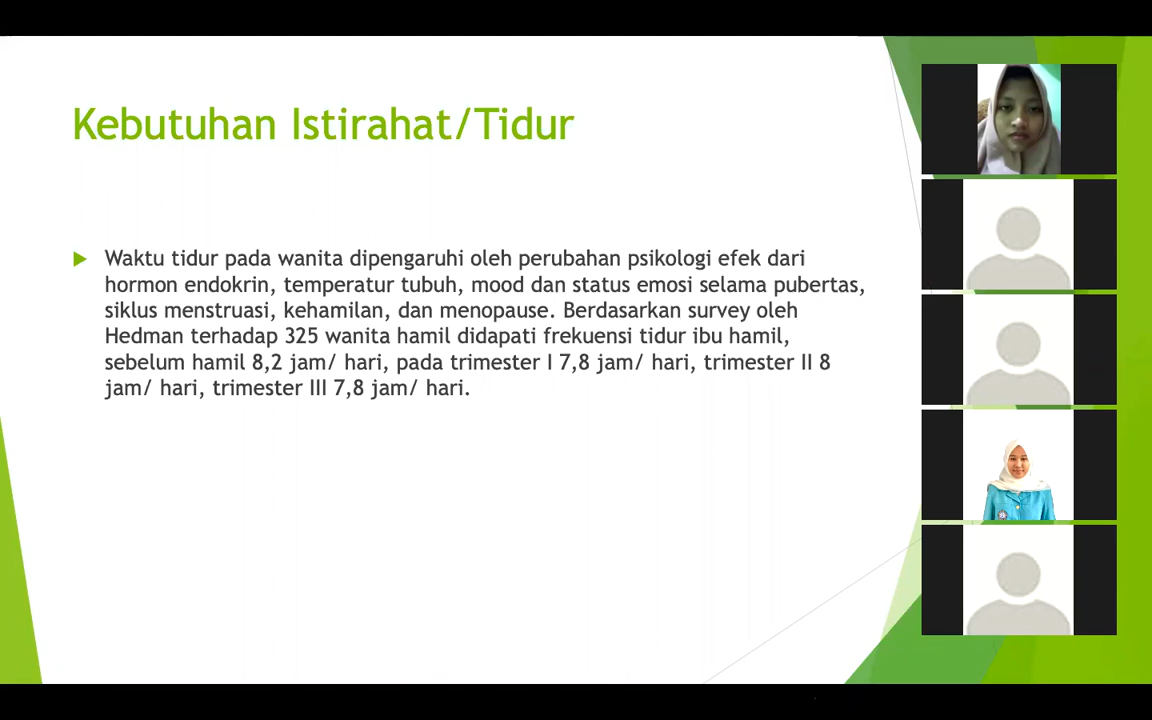 Kebutuhan Istirahat/Tidur
Waktu tidur pada wanita dipengaruhi oleh perubahan psikologi efek dari
hormon endokrin, temperatur tubuh, mood dan status emosi selama pubertas,
siklus menstruasi, kehamilan, dan menopause. Berdasarkan survey oleh
Hedman terhadap 325 wanita hamil didapati frekuensi tidur ibu hamil,
sebelum hamil 8,2 jam/ hari, pada trimester I 7,8 jam/ hari, trimester II 8
jam/ hari, trimester III 7,8 jam/ hari.